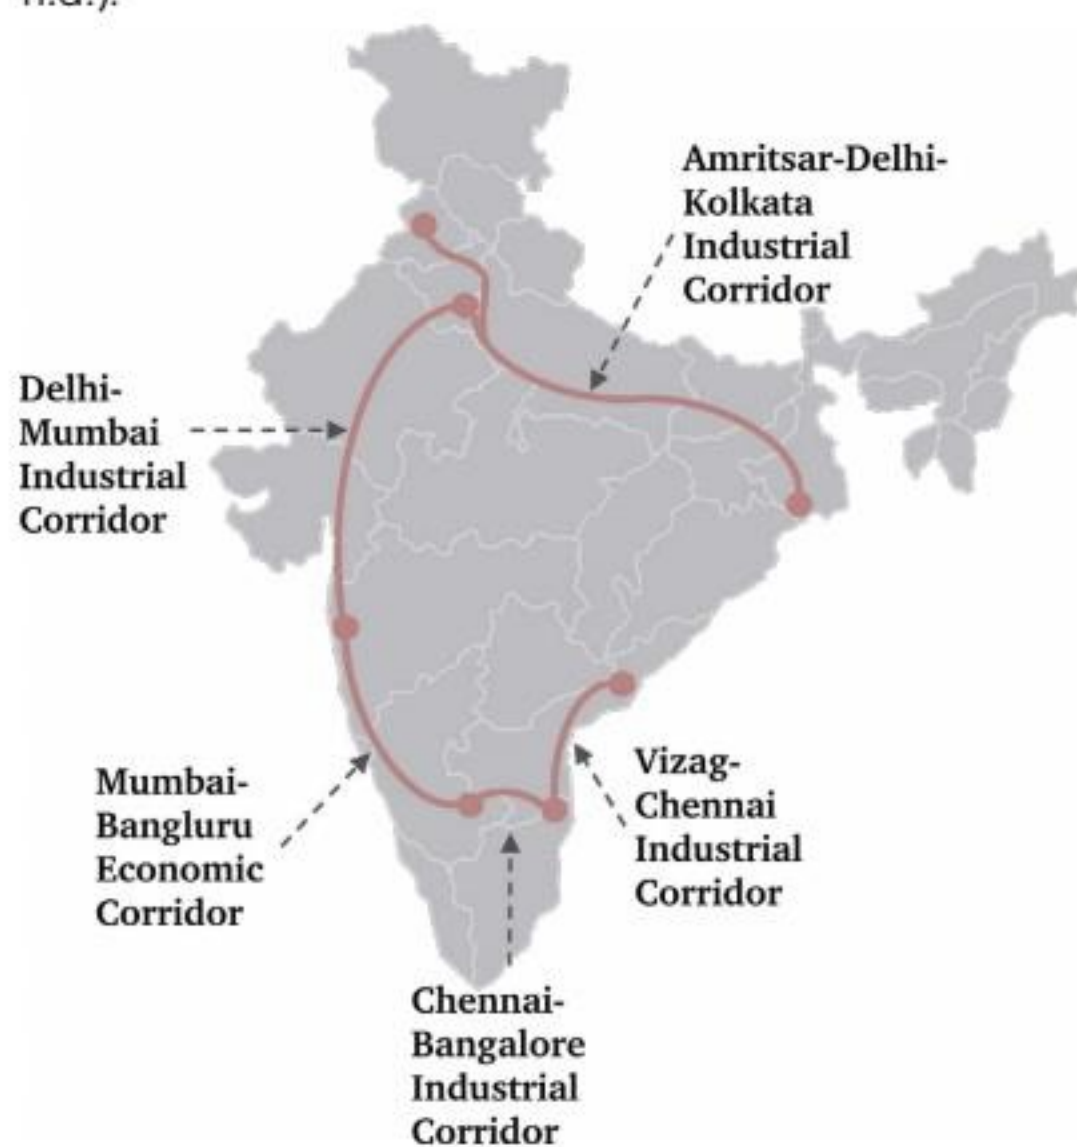 n.d.).
Amritsar-Delhi-
Kolkata
Industrial
Corridor
Delhi-
Mumbai
Industrial
Corridor
Mumbai-
Bangluru
Economic
Corridor
Vizag-
Chennai
Industrial
Corridor
Chennai-
Bangalore
Industrial
Corridor